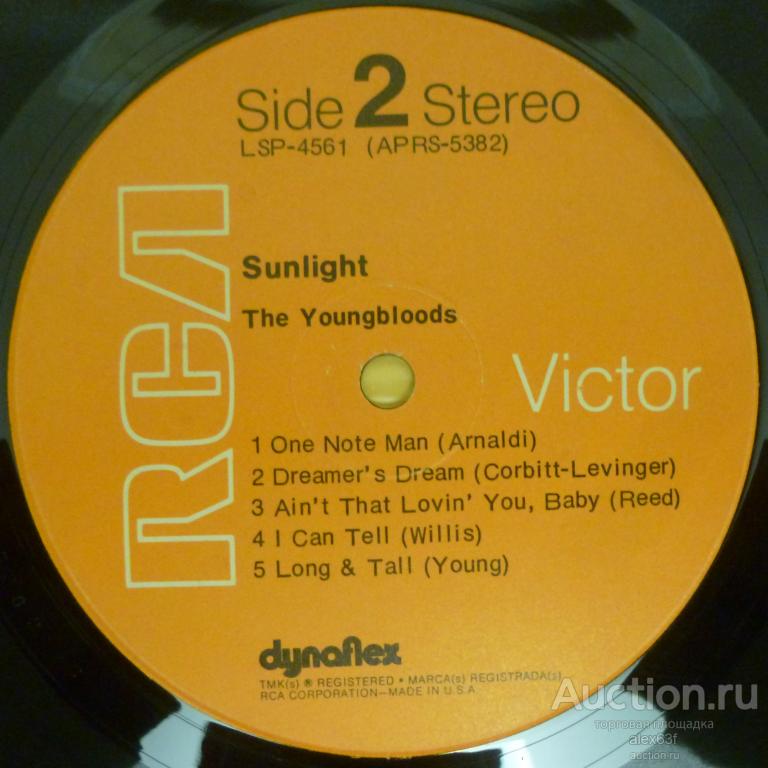 Side 2 Stereo
LSP-4561 (APRS-5382)
RCA
Sunlight
The Youngbloods
Victor
1 One Note Man (Arnaldi)
2 Dreamer's Dream (Corbitt-Levinger)
3 Ain't That Lovin' You, Baby (Reed)
4 I Can Tell (Willis)
5 Long & Tall (Young)
dynaflex
TMK(s) ® REGISTERED • MARCA(s) REGISTRADA(s)
RCA CORPORATION—MADE IN U.S.A.
Auction.ru
торговая площадка
alex63f
auction.ru